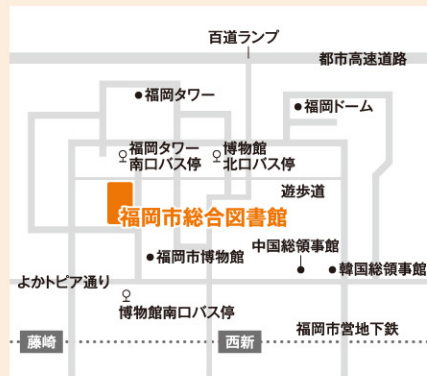 百道ランプ
都市高速道路
福岡タワー
福岡ドーム
福岡タワー
南口バス停
博物館
北口バス停
遊歩道
福岡市総合図書館
中国総領事館
福岡市博物館
韓国総領事館
よかトピア通り
博物館南口バス停
福岡市営地下鉄
藤崎
西新